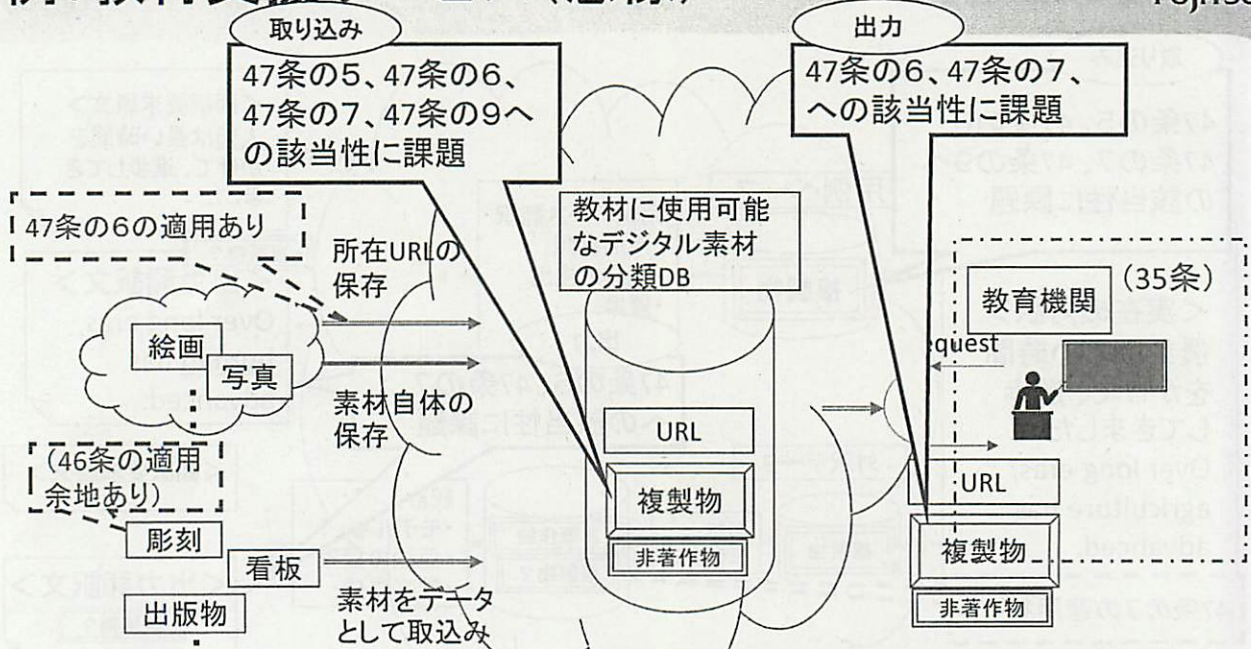 取り込み
47条の5、47条の6、
47条の7、47条の9へ
の該当性に課題
出力
47条の6、47条の7、
への該当性に課題
47条の6の適用あり
所在URLの
保存
教材に使用可能
なデジタル素材
の分類DB
教育機関
(35条)
quest
絵画
写真
素材自体の
保存
URL
複製物
非著作物
URL
複製物
非著作物
(46条の適用
余地あり)
彫刻
看板
出版物
素材をデータ
として取込み